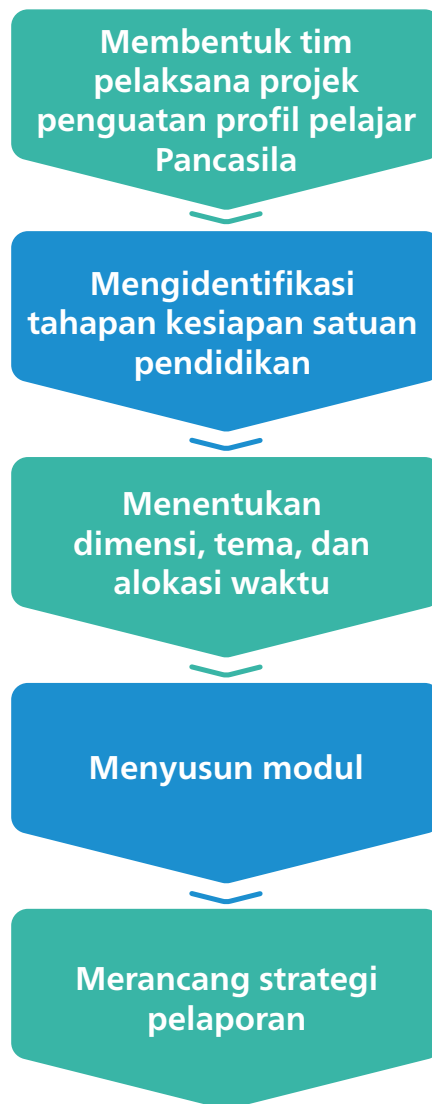 Membentuk tim
pelaksana projek
penguatan profil pelajar
Pancasila
Mengidentifikasi
tahapan kesiapan satuan
pendidikan
Menentukan
dimensi, tema, dan
alokasi waktu
Menyusun modul
Merancang strategi
pelaporan